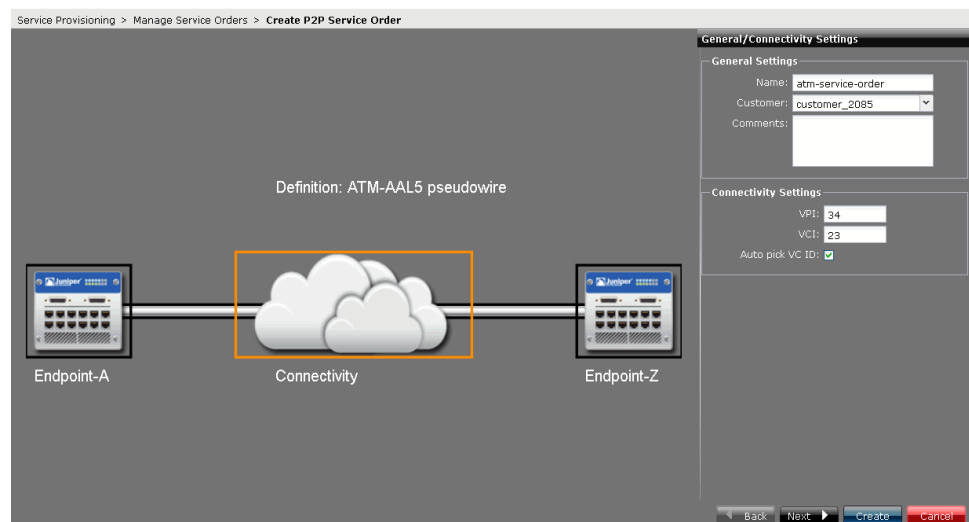 Service Provisioning > Manage Service Orders > Create P2P Service Order
General/Connectivity Settings
General Settings
Name: atm-service-order
Customer: customer_2085
Comments:
Definition: ATM-AAL5 pseudowire
Connectivity Settings
VPI: 34
VCI: 23
Auto pick VC ID:
Juniper
Juniper
Endpoint-A
Connectivity
Endpoint-Z
Back
Next
Create
Cancel